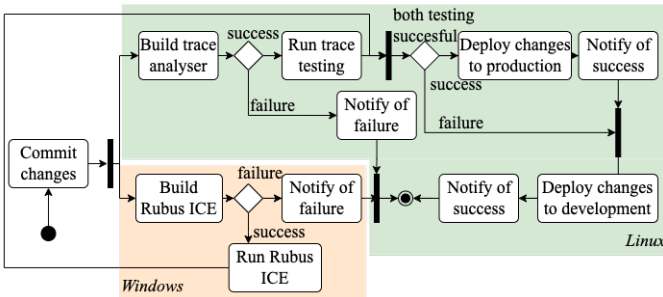 both testing
succesful
success
Build trace
analyser
Run trace
testing
Deploy changes
to production
Notify of
success
success
failure
Notify of
failure
failure
Commit
changes
failure
Build
Rubus ICE
Notify of
failure
Notify of
success
Deploy changes
to development
success
Run Rubus
ICE
Windows
Linux